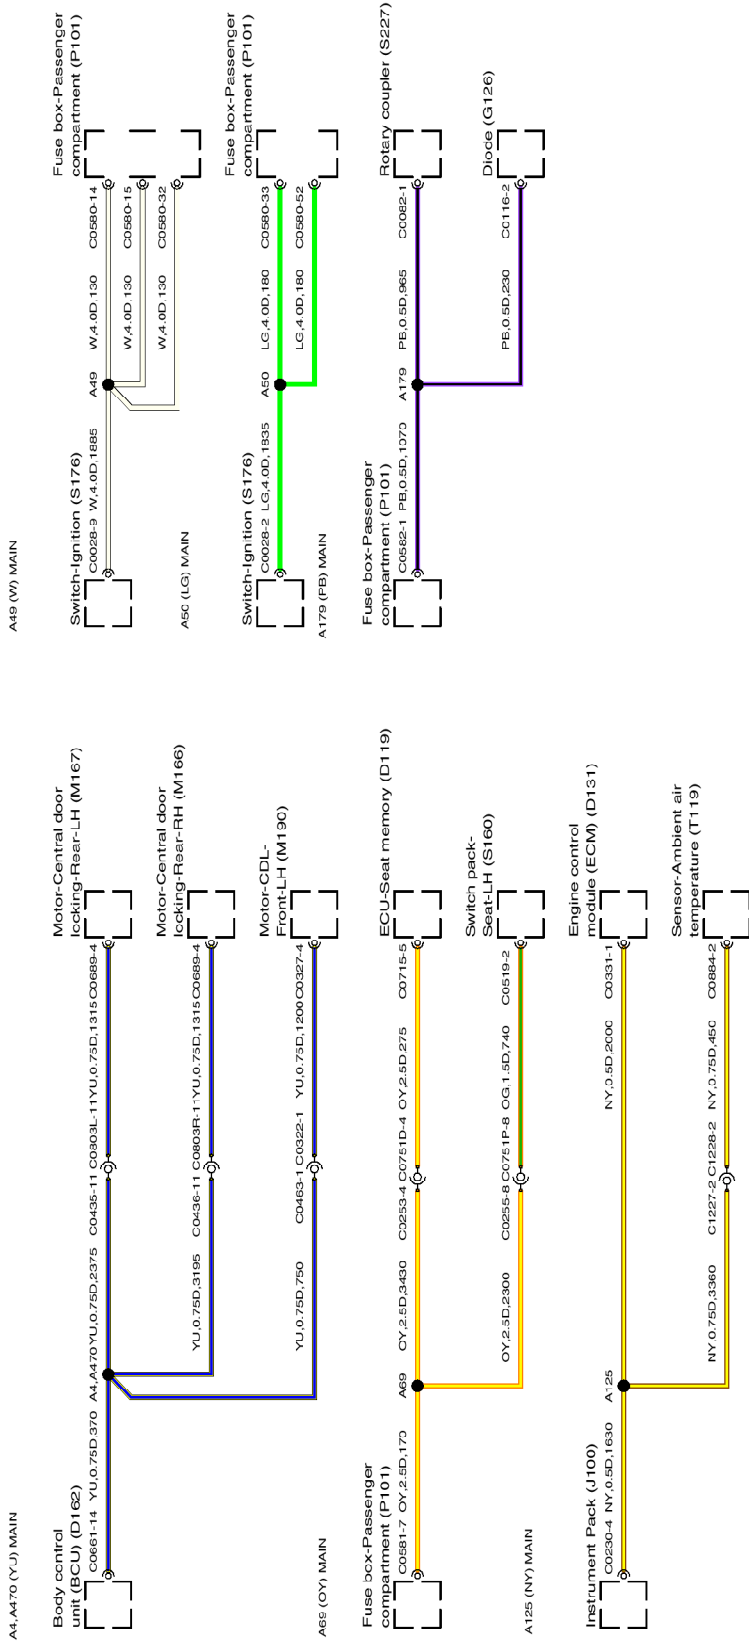 A4,A470 (YU) MAIN
Body control
unit (BCU) (D162)
C0661-14 YU,0.75D,370 A4,A470 YU,0.75D,2375 C0435-11 C0803L-11 YU,0.75D,1315 C0689-4
Motor-Central door
locking-Rear-LH (M167)
YU,0.75D,3195 C0436-11 C0803R-11 YU,0.75D,1315 C0689-4
Motor-Central door
locking-Rear-RH (M166)
YU,0.75D,750 C0463-1 C0322-1 YU,0.75D,1200 C0327-4
Motor-CDL-
Front-LH (M190)
A69 (OY) MAIN
Fuse box-Passenger
compartment (P101)
C0581-7 OY,2.5D,170 A69 OY,2.5D,3430 C0253-4 C0751D-4 OY,2.5D,275 C0715-5
ECU-Seat memory (D119)
OY,2.5D,2300 C0255-8 C0751P-8 OG,1.5D,740 C0519-2
Switch pack-
Seat-LH (S160)
A125 (NY) MAIN
Instrument Pack (J100)
C0230-4 NY,0.5D,1630 A125 NY,0.5D,2000 C0331-1
Engine control
module (ECM) (D131)
NY,0.75D,3360 C1227-2 C1228-2 NY,0.75D,450 C0884-2
Sensor-Ambient air
temperature (T119)
A49 (W) MAIN
Switch-Ignition (S176)
C0028-9 W,4.0D,1885 A49 W,4.0D,130 C0580-14
W,4.0D,130 C0580-15
W,4.0D,130 C0580-32
Fuse box-Passenger
compartment (P101)
A50 (LG) MAIN
Switch-Ignition (S176)
C0028-2 LG,4.0D,1835 A50 LG,4.0D,180 C0580-33
LG,4.0D,180 C0580-52
Fuse box-Passenger
compartment (P101)
A179 (PB) MAIN
Fuse box-Passenger
compartment (P101)
C0582-1 PB,0.5D,1070 A179 PB,0.5D,965 C0082-1
Rotary coupler (S227)
PB,0.5D,230 C0116-2
Diode (G126)